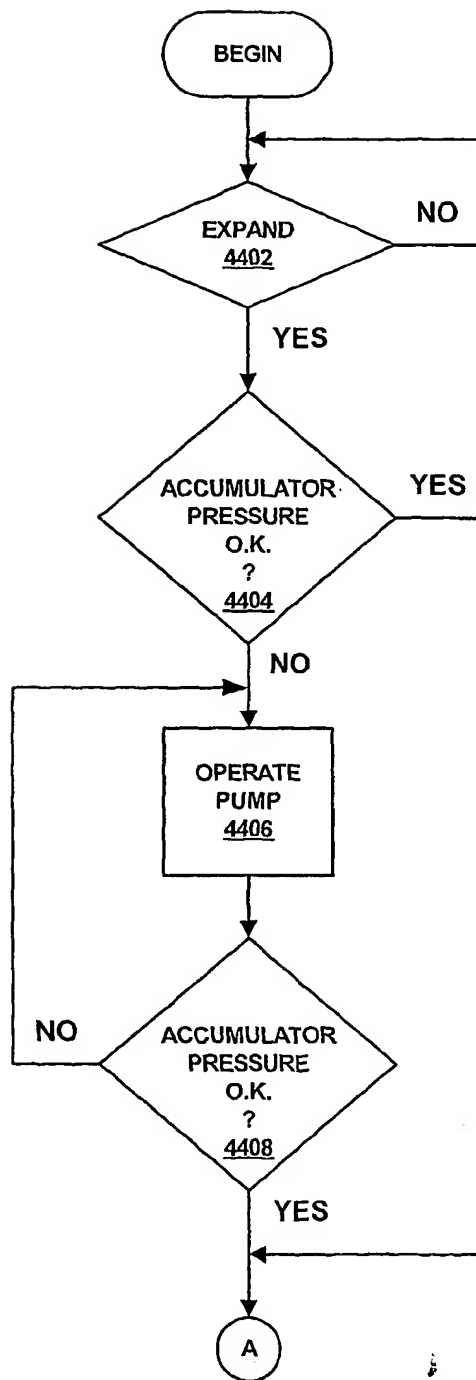 BEGIN
EXPAND
4402
NO
YES
ACCUMULATOR
PRESSURE
O.K.
?
4404
YES
NO
OPERATE
PUMP
4406
ACCUMULATOR
PRESSURE
O.K.
?
4408
NO
YES
A